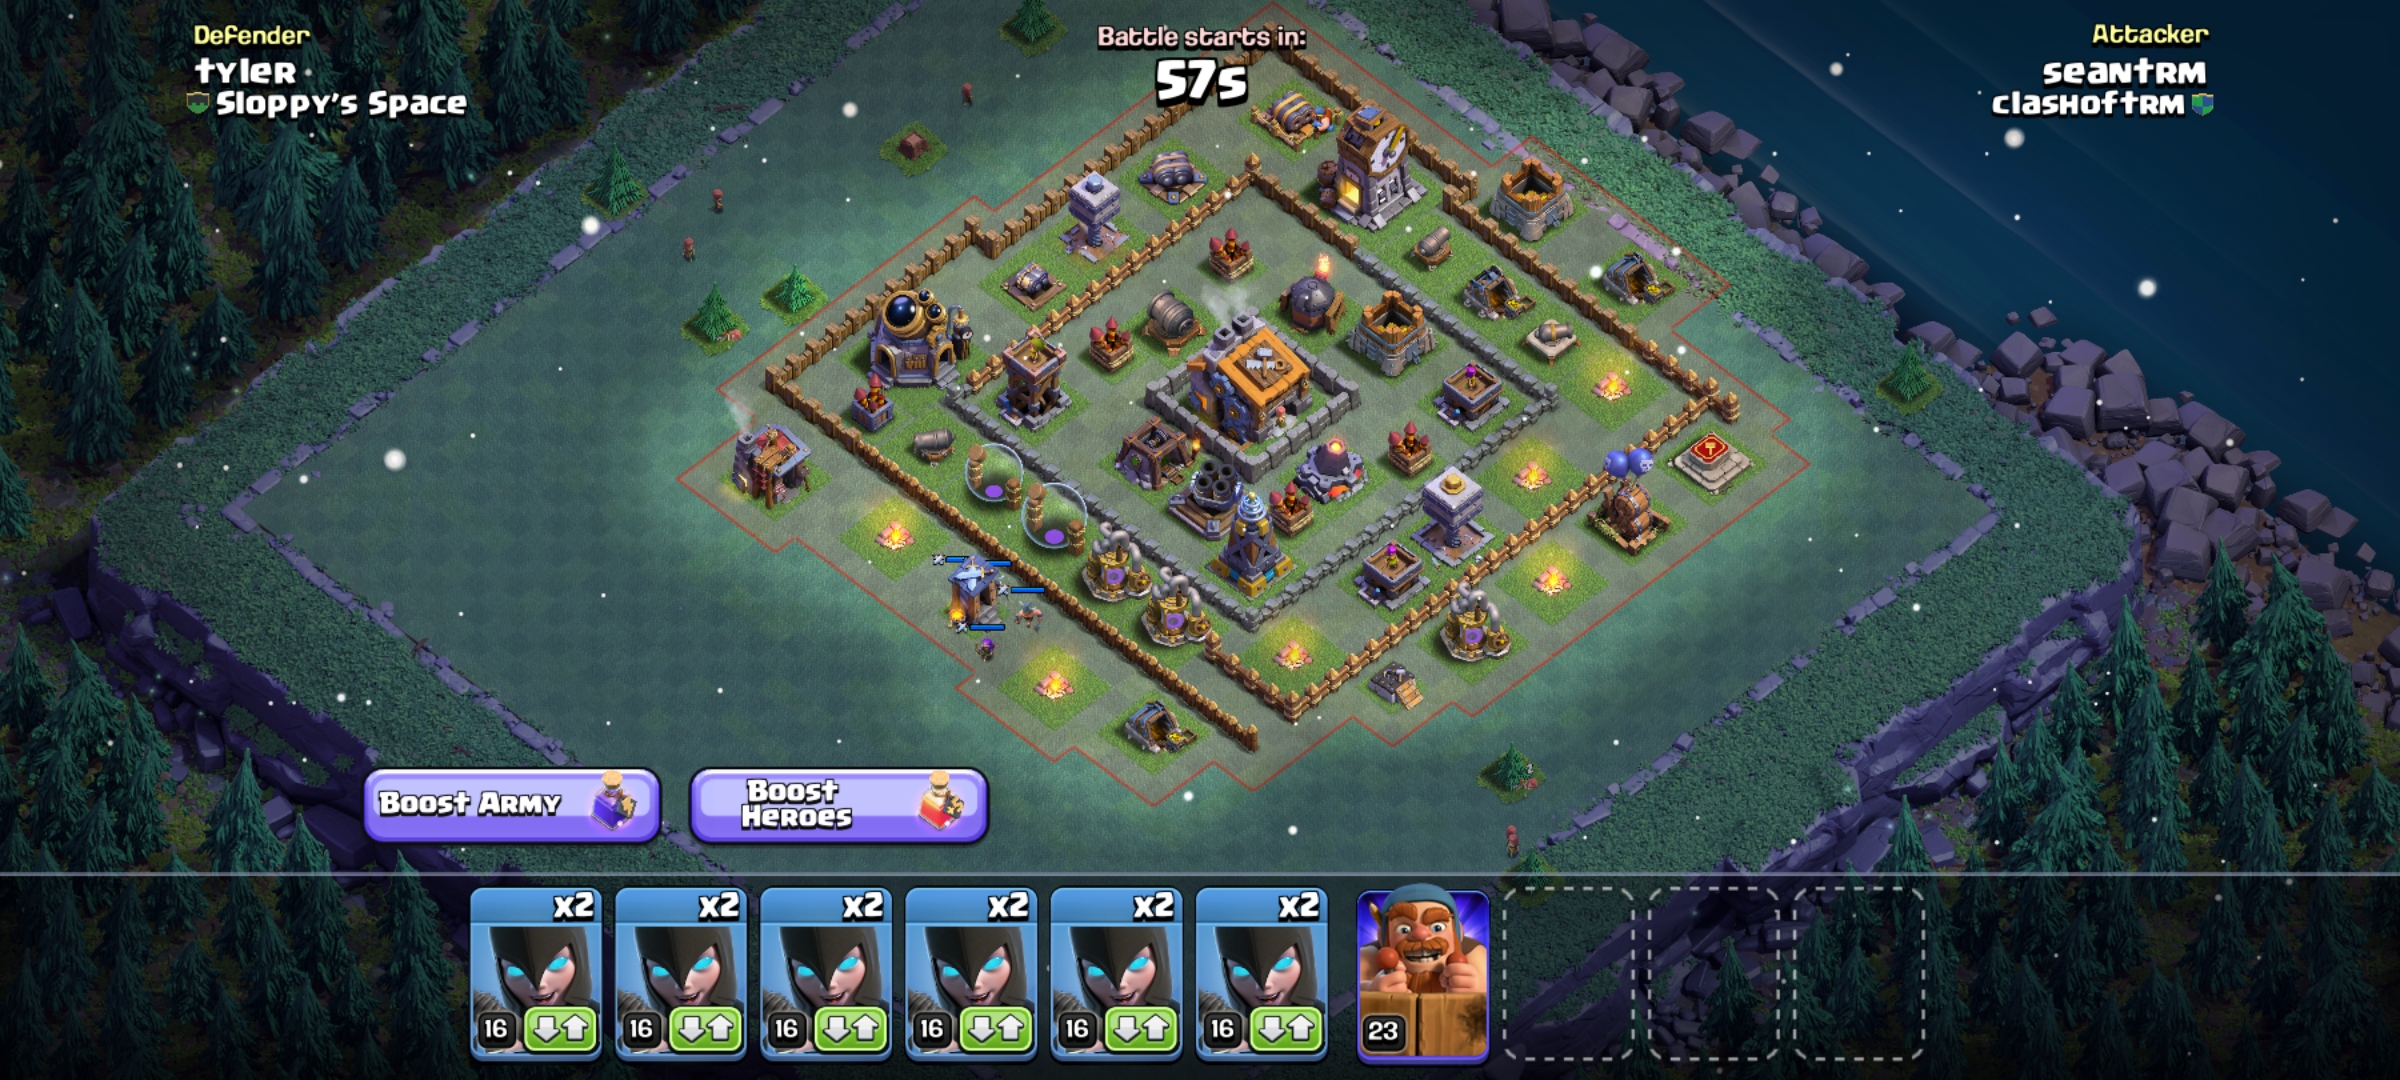 Defender
tyler
Sloppy's Space
Battle starts in:
57s
Attacker
seantrm
clashoftrm
Boost Army
Boost
Heroes
x2
x2
x2
x2
x2
x2
16
16
16
16
16
16
23